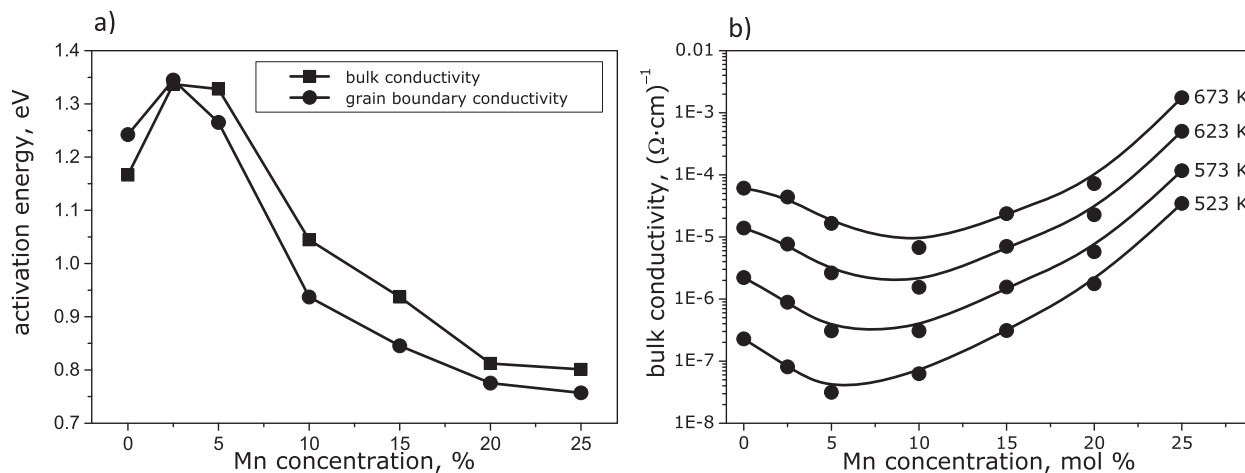 a)
1.4
1.3
1.2
1.1
1.0
0.9
0.8
0.7
activation energy, eV
bulk conductivity
grain boundary conductivity
0 5 10 15 20 25
Mn concentration, %
b)
0.01
1E-3
1E-4
1E-5
1E-6
1E-7
1E-8
bulk conductivity, (Ω·cm)⁻¹
673 K
623 K
573 K
523 K
0 5 10 15 20 25
Mn concentration, mol %